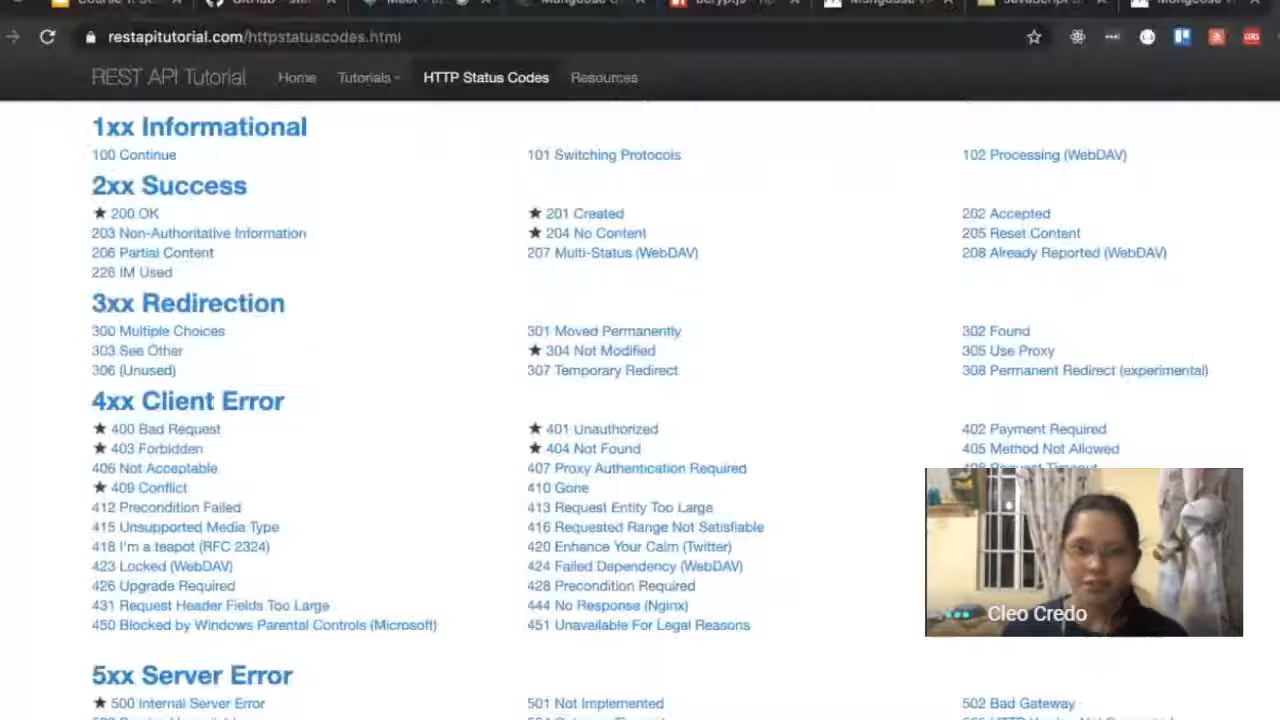 restapitutorial.com/httpstatuscodes.html
REST API Tutorial Home Tutorials HTTP Status Codes Resources
1xx Informational
100 Continue 101 Switching Protocols 102 Processing (WebDAV)
2xx Success
★ 200 OK ★ 201 Created 202 Accepted
203 Non-Authoritative Information ★ 204 No Content 205 Reset Content
206 Partial Content 207 Multi-Status (WebDAV) 208 Already Reported (WebDAV)
226 IM Used
3xx Redirection
300 Multiple Choices 301 Moved Permanently 302 Found
303 See Other ★ 304 Not Modified 305 Use Proxy
306 (Unused) 307 Temporary Redirect 308 Permanent Redirect (experimental)
4xx Client Error
★ 400 Bad Request ★ 401 Unauthorized 402 Payment Required
★ 403 Forbidden ★ 404 Not Found 405 Method Not Allowed
406 Not Acceptable 407 Proxy Authentication Required
★ 409 Conflict 410 Gone
412 Precondition Failed 413 Request Entity Too Large
415 Unsupported Media Type 416 Requested Range Not Satisfiable
418 I'm a teapot (RFC 2324) 420 Enhance Your Calm (Twitter)
423 Locked (WebDAV) 424 Failed Dependency (WebDAV)
426 Upgrade Required 428 Precondition Required
431 Request Header Fields Too Large 444 No Response (Nginx)
450 Blocked by Windows Parental Controls (Microsoft) 451 Unavailable For Legal Reasons
Cleo Credo
5xx Server Error
★ 500 Internal Server Error 501 Not Implemented 502 Bad Gateway